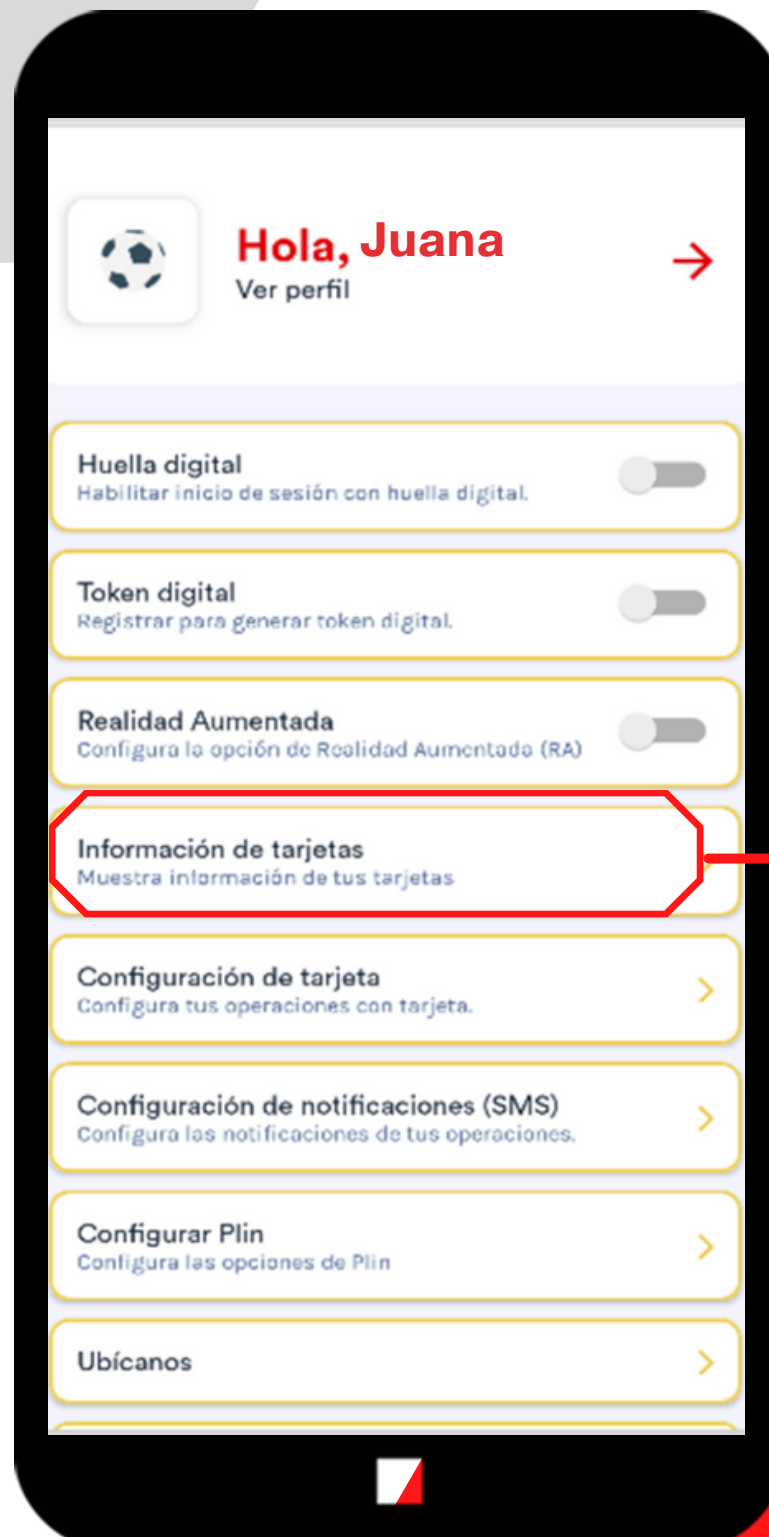 Hola, Juana
Ver perfil
Huella digital
Habilitar inicio de sesión con huella digital.
Token digital
Registrar para generar token digital.
Realidad Aumentada
Configura la opción de Realidad Aumentada (RA)
Información de tarjetas
Muestra información de tus tarjetas
Configuración de tarjeta
Configura tus operaciones con tarjeta.
Configuración de notificaciones (SMS)
Configura las notificaciones de tus operaciones.
Configurar Plin
Configura las opciones de Plin
Ubícanos